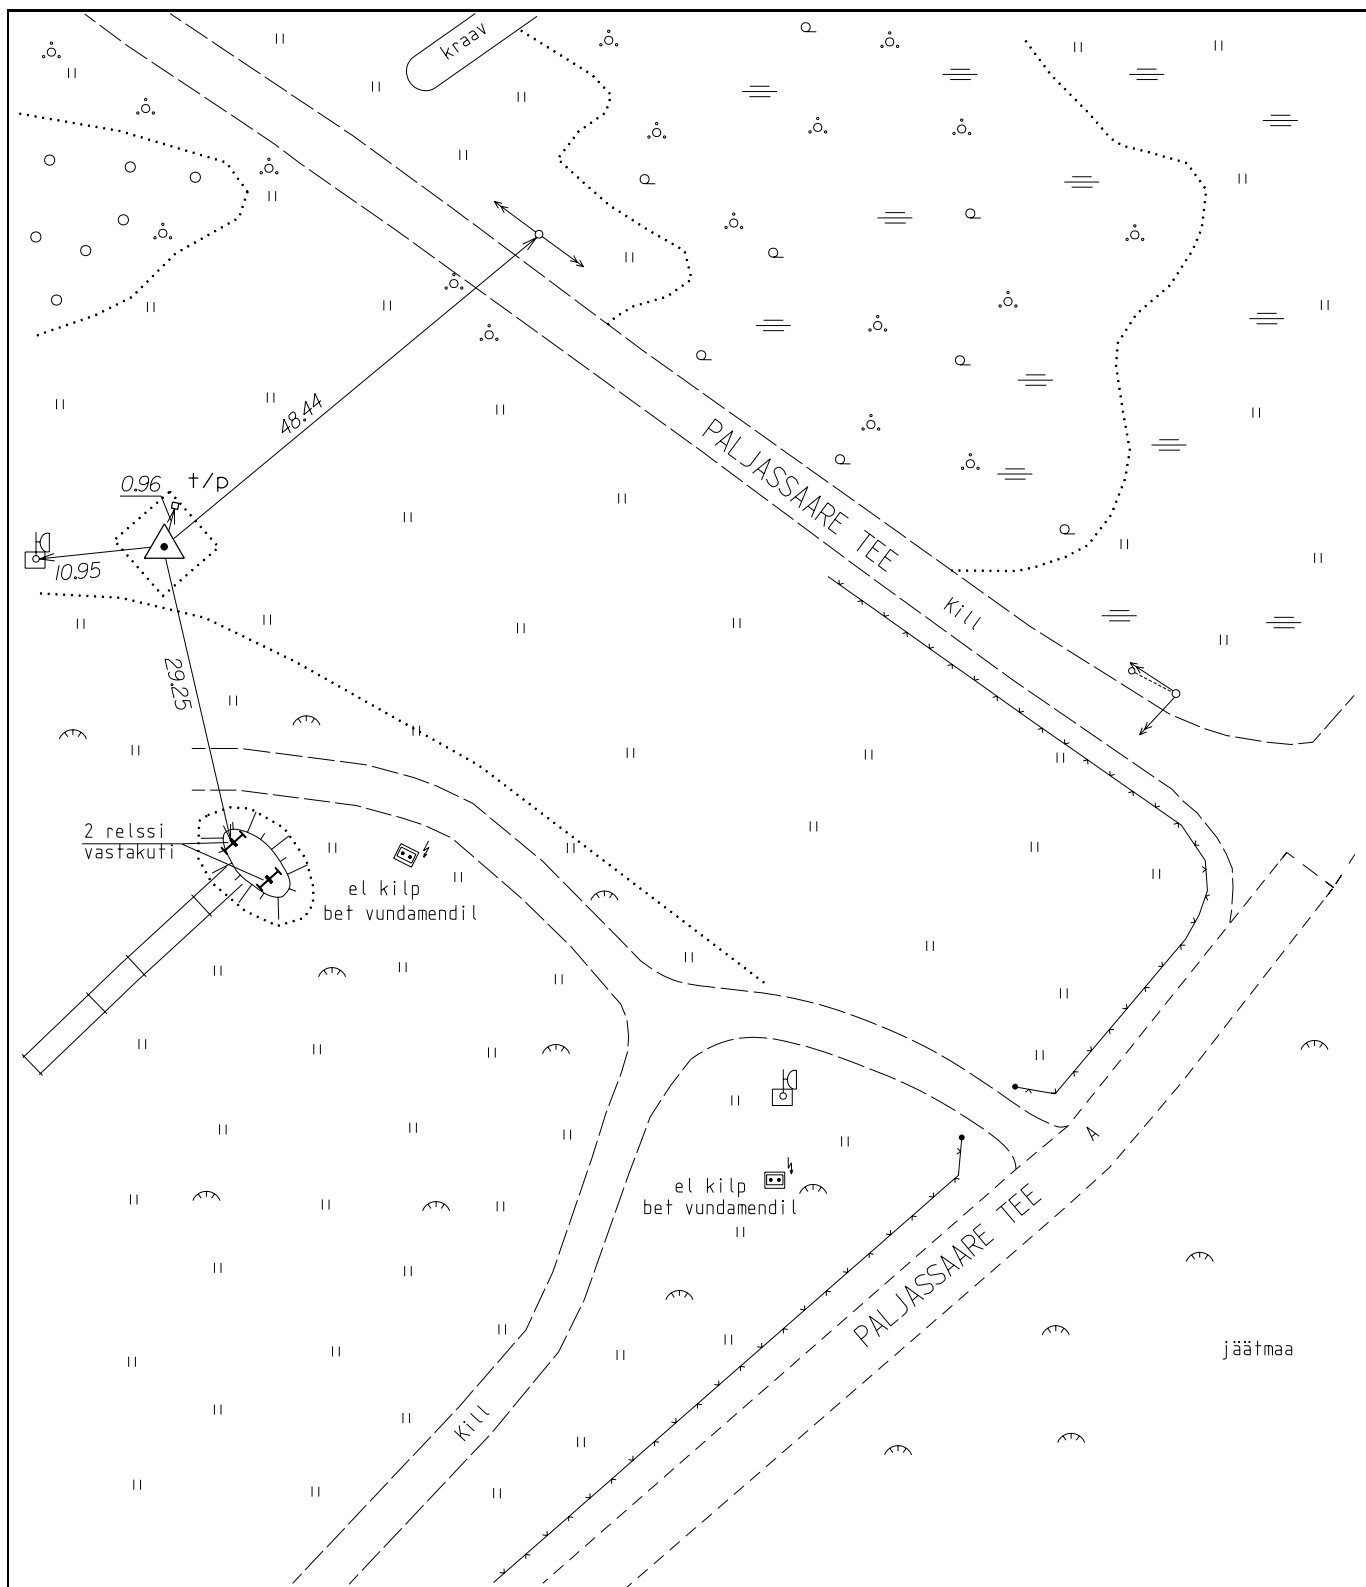 kraav
48.44
0.96
t/p
10.95
PALJASSAARE TEE
Kill
29.25
2 relssi
vastakuti
el kilp
bet vundamendil
A
el kilp
bet vundamendil
PALJASSAARE TEE
jäätmaa
Kill